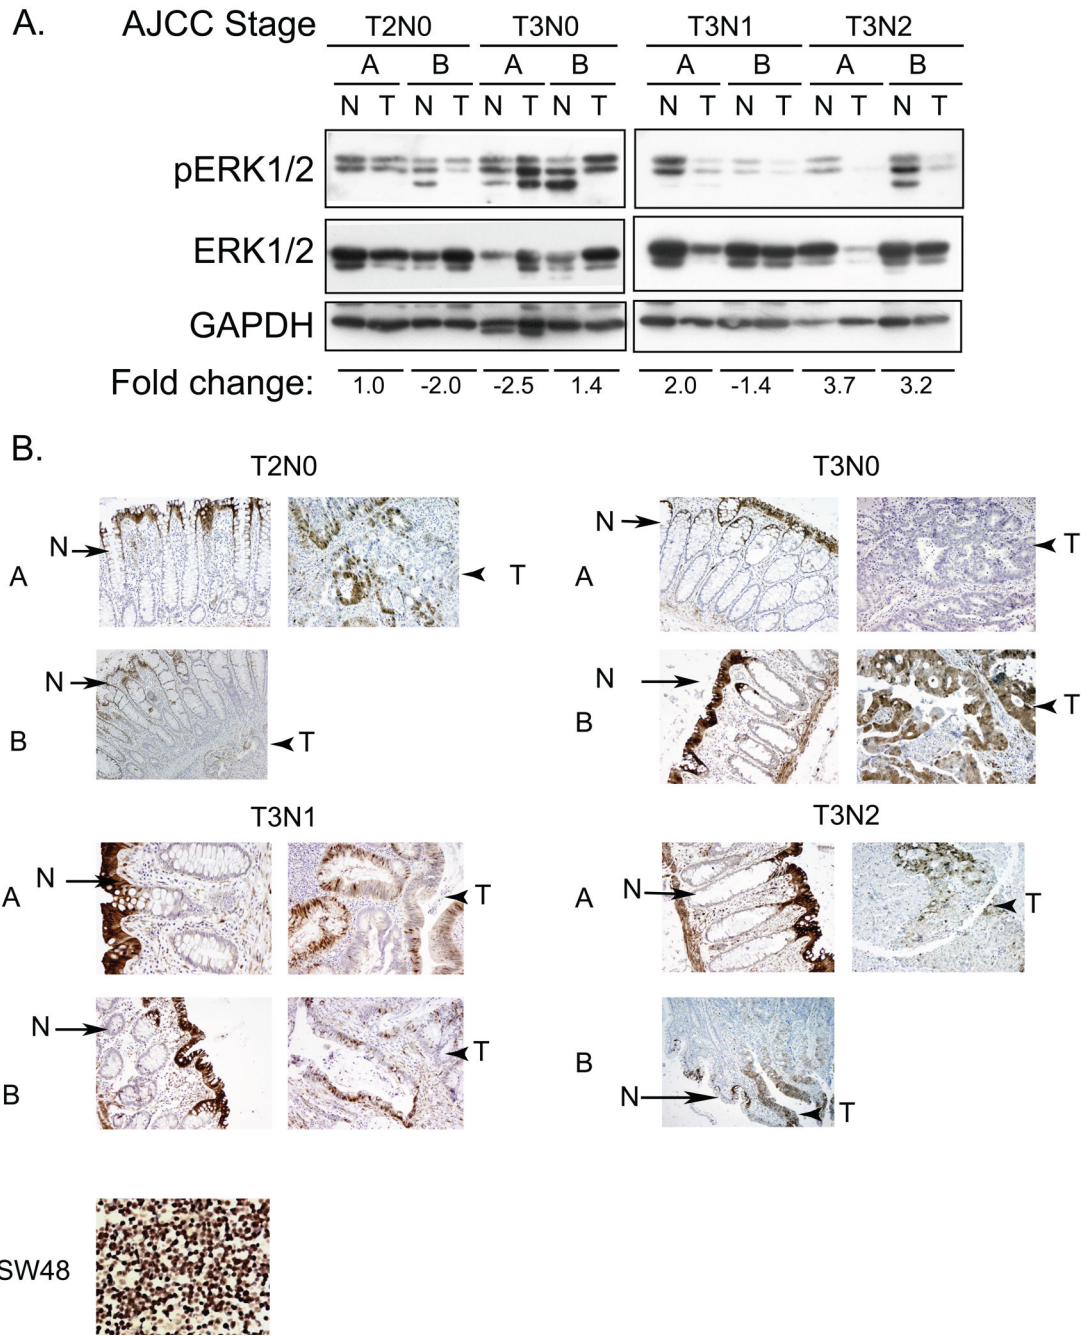 A.
AJCC Stage T2N0 T3N0 T3N1 T3N2
A B A B A B A B
N T N T N T N T N T N T N T N T
pERK1/2
ERK1/2
GAPDH
Fold change: 1.0 -2.0 -2.5 1.4 2.0 -1.4 3.7 3.2
B.
T2N0 T3N0
N T N T
A A
N T N T
B B
T3N1 T3N2
N T N T
A A
N T
B B
N T
SW48